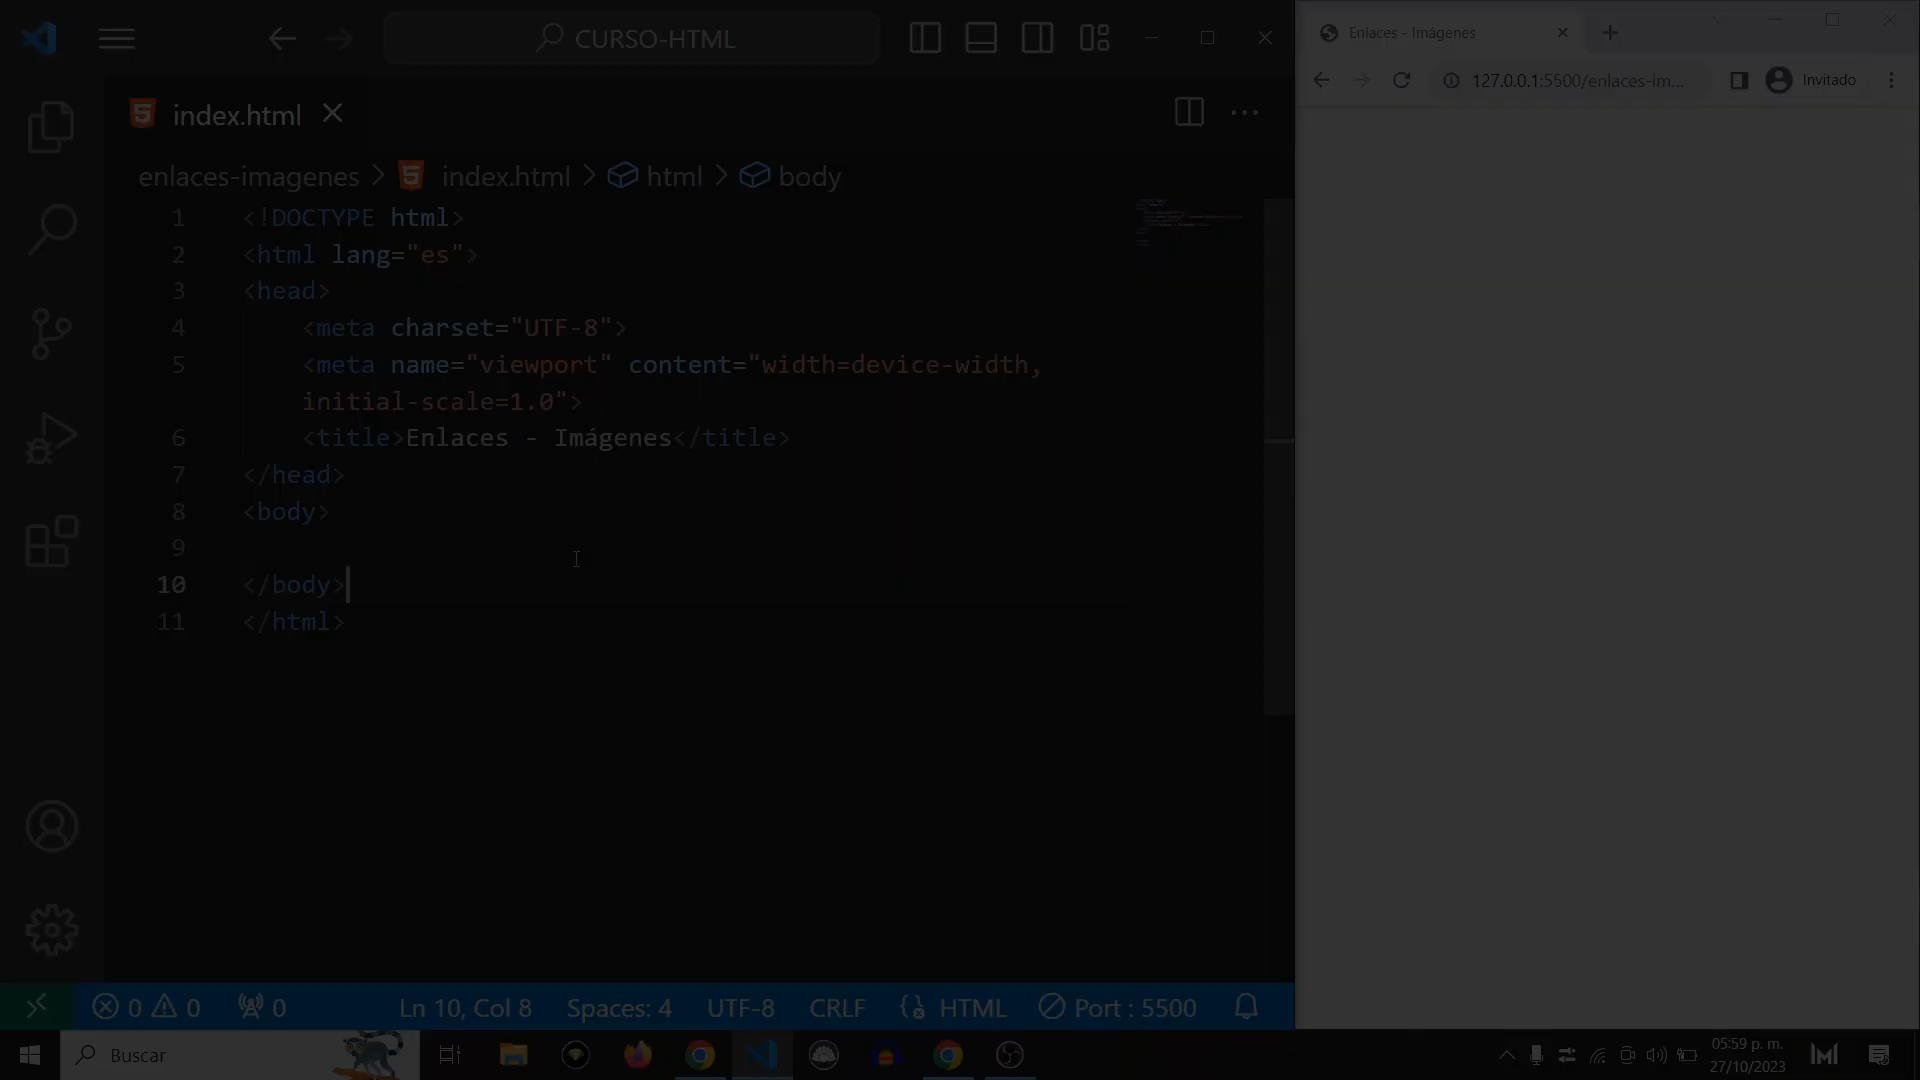 CURSO-HTML
index.html
enlaces-imagenes > index.html > html > body
1 <!DOCTYPE html>
2 <html lang="es">
3 <head>
4 <meta charset="UTF-8">
5 <meta name="viewport" content="width=device-width,
initial-scale=1.0">
6 <title>Enlaces - Imágenes</title>
7 </head>
8 <body>
9
10 </body>
11 </html>
0 0 0 Ln 10, Col 8 Spaces: 4 UTF-8 CRLF HTML Port : 5500
Enlaces - Imágenes
127.0.0.1:5500/enlaces-im...
Invitado
Buscar
05:59 p. m.
27/10/2023